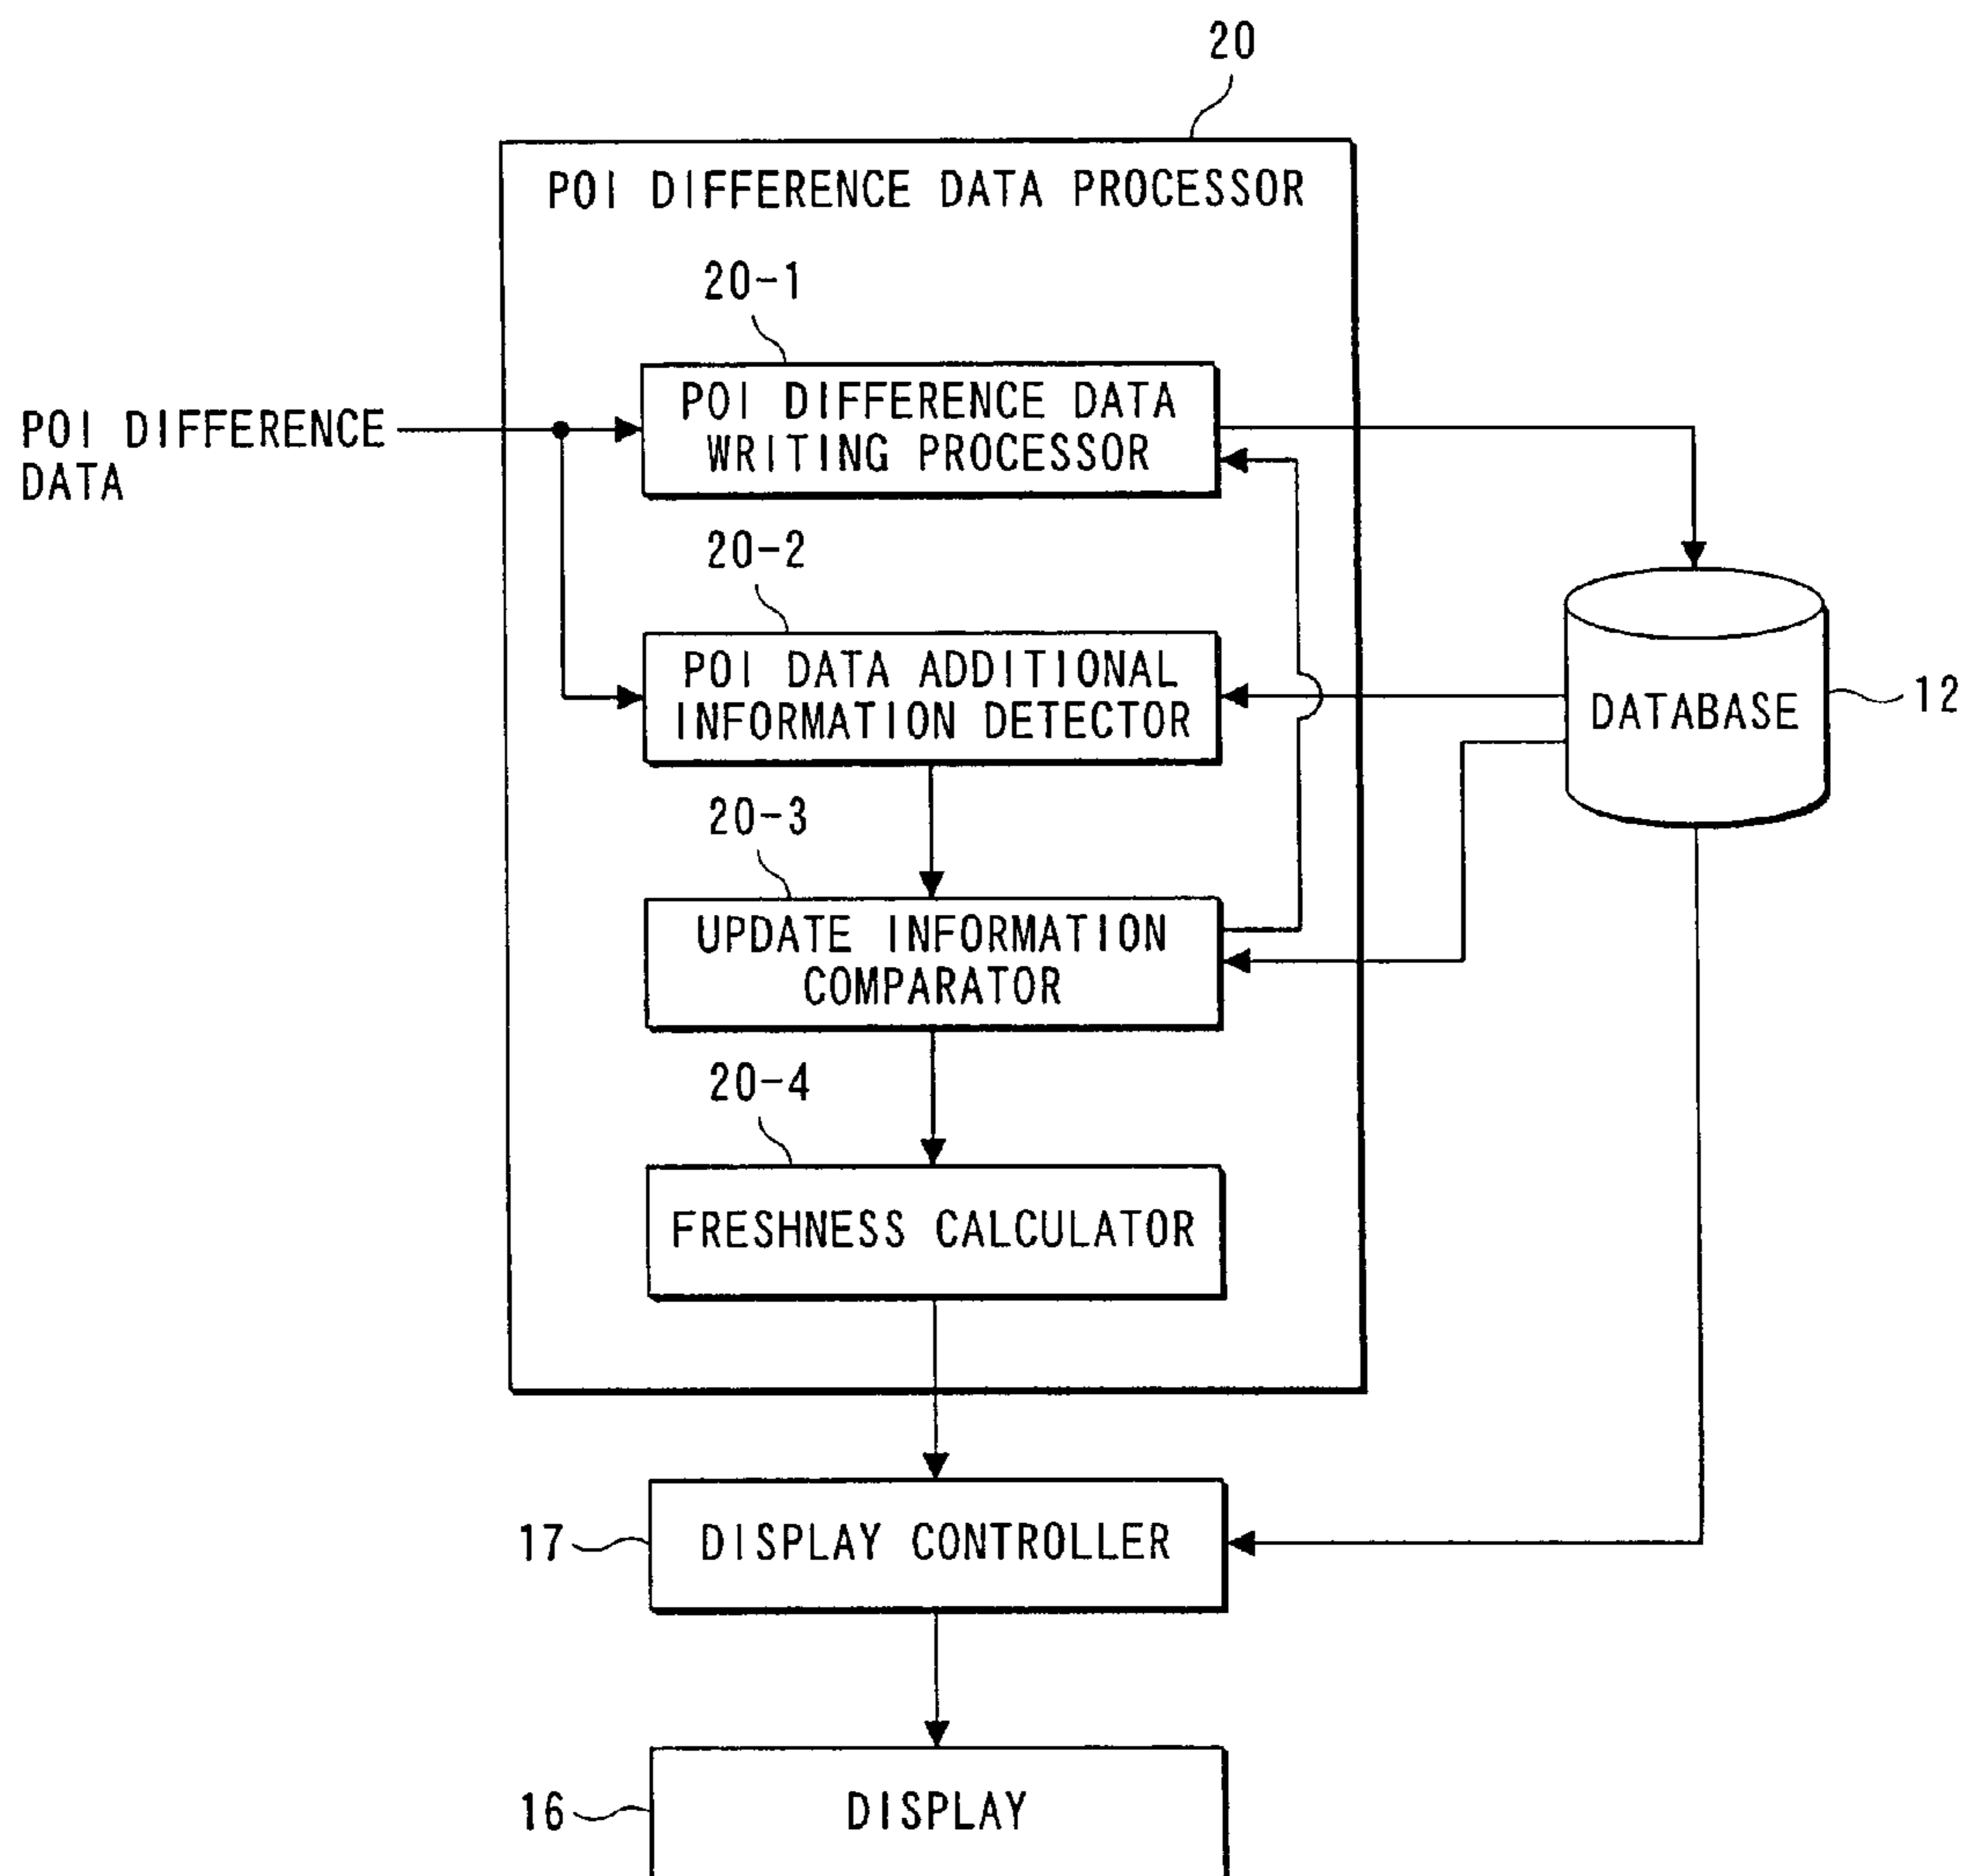 20
POI DIFFERENCE DATA PROCESSOR
20-1
POI DIFFERENCE DATA
WRITING PROCESSOR
POI DIFFERENCE
DATA
20-2
POI DATA ADDITIONAL
INFORMATION DETECTOR
DATABASE
12
20-3
UPDATE INFORMATION
COMPARATOR
20-4
FRESHNESS CALCULATOR
17
DISPLAY CONTROLLER
16
DISPLAY